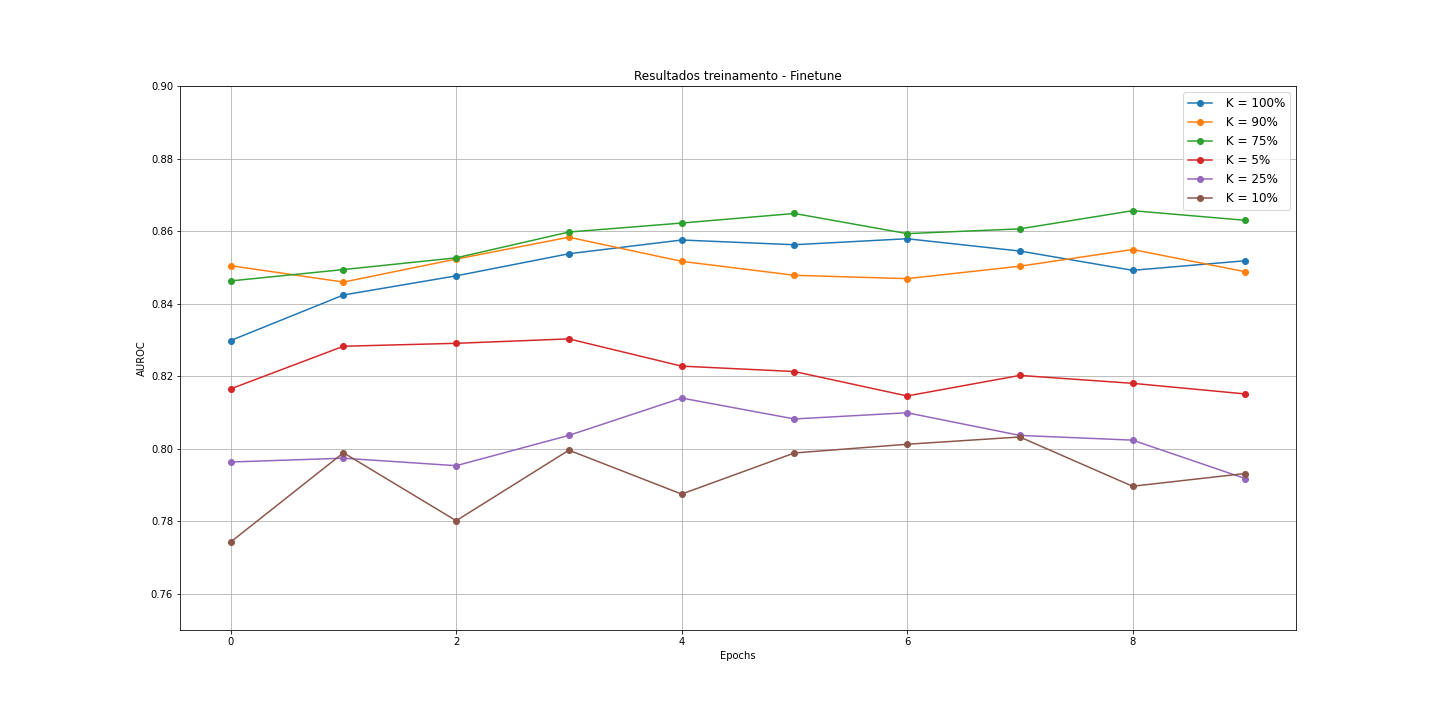 Resultados treinamento - Finetune
0.90
0.88
0.86
0.84
0.82
0.80
0.78
0.76
AUROC
K = 100%
K = 90%
K = 75%
K = 5%
K = 25%
K = 10%
0 2 4 6 8
Epochs